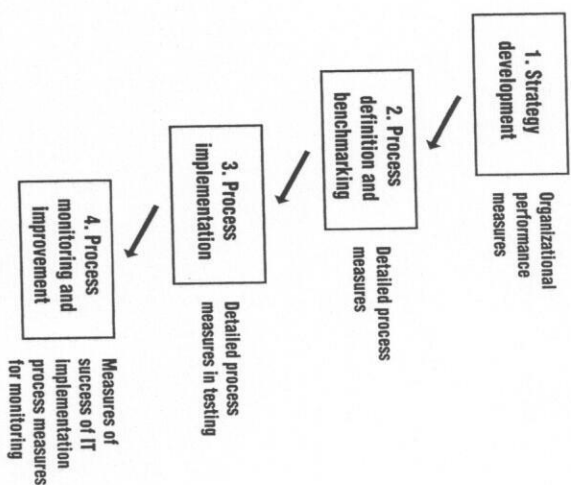 1. Strategy
development
Organizational
performance
measures
2. Process
definition and
benchmarking
Detailed process
measures
3. Process
implementation
Detailed process
measures in testing
4. Process
monitoring and
improvement
Measures of
success of IT
implementation
process measures
for monitoring